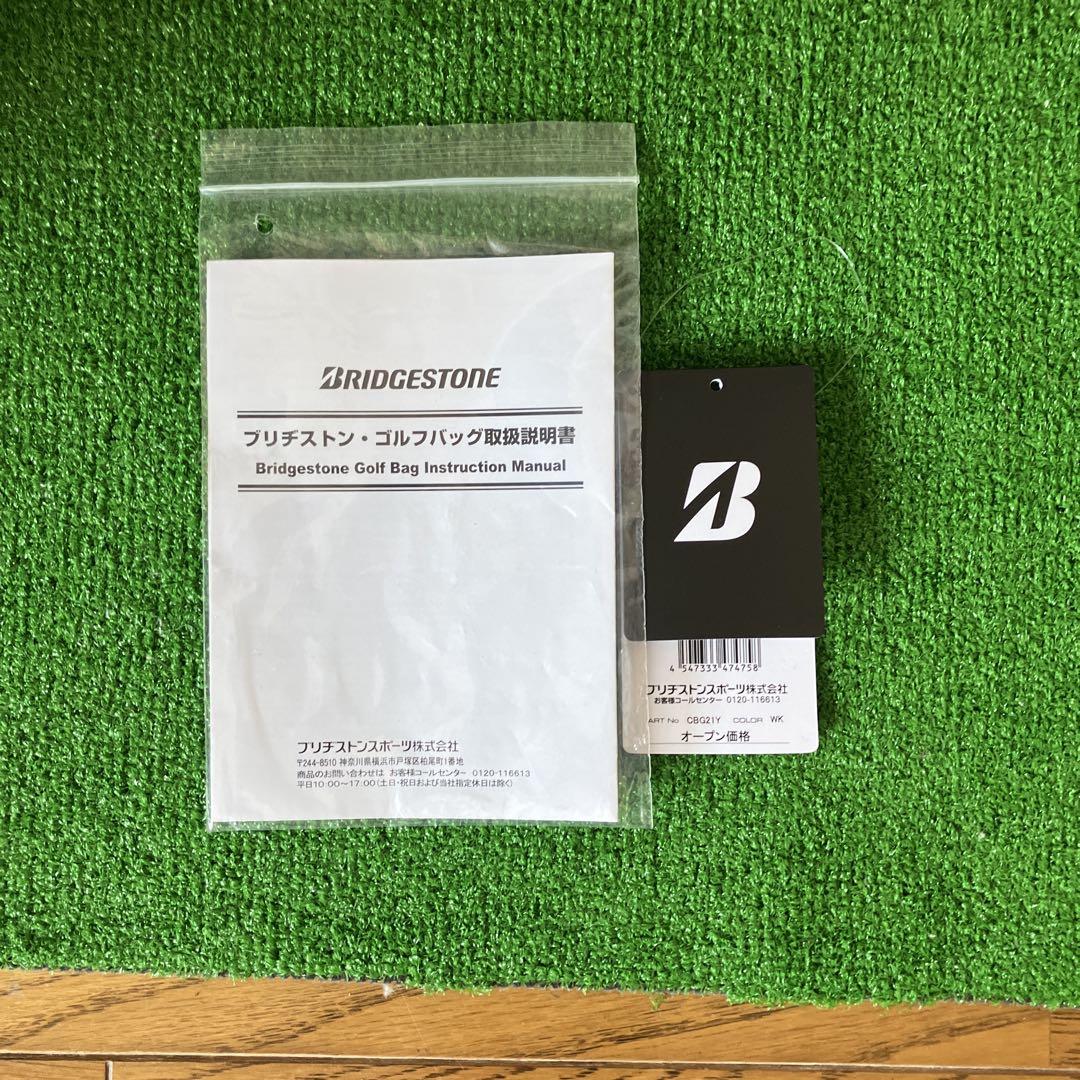 BRIDGESTONE
ブリヂストン・ゴルフバッグ取扱説明書
Bridgestone Golf Bag Instruction Manual
ブリヂストンスポーツ株式会社
〒244-8510 神奈川県横浜市戸塚区柏尾町1番地
商品のお問い合わせは お客様コールセンター 0120-116613
平日10:00～17:00(土日・祝日および当社指定休日は除く)
B
4 547333 474758
ブリヂストンスポーツ株式会社
お客様コールセンター 0120-116613
ART No CBG21Y COLOR WK
オープン価格